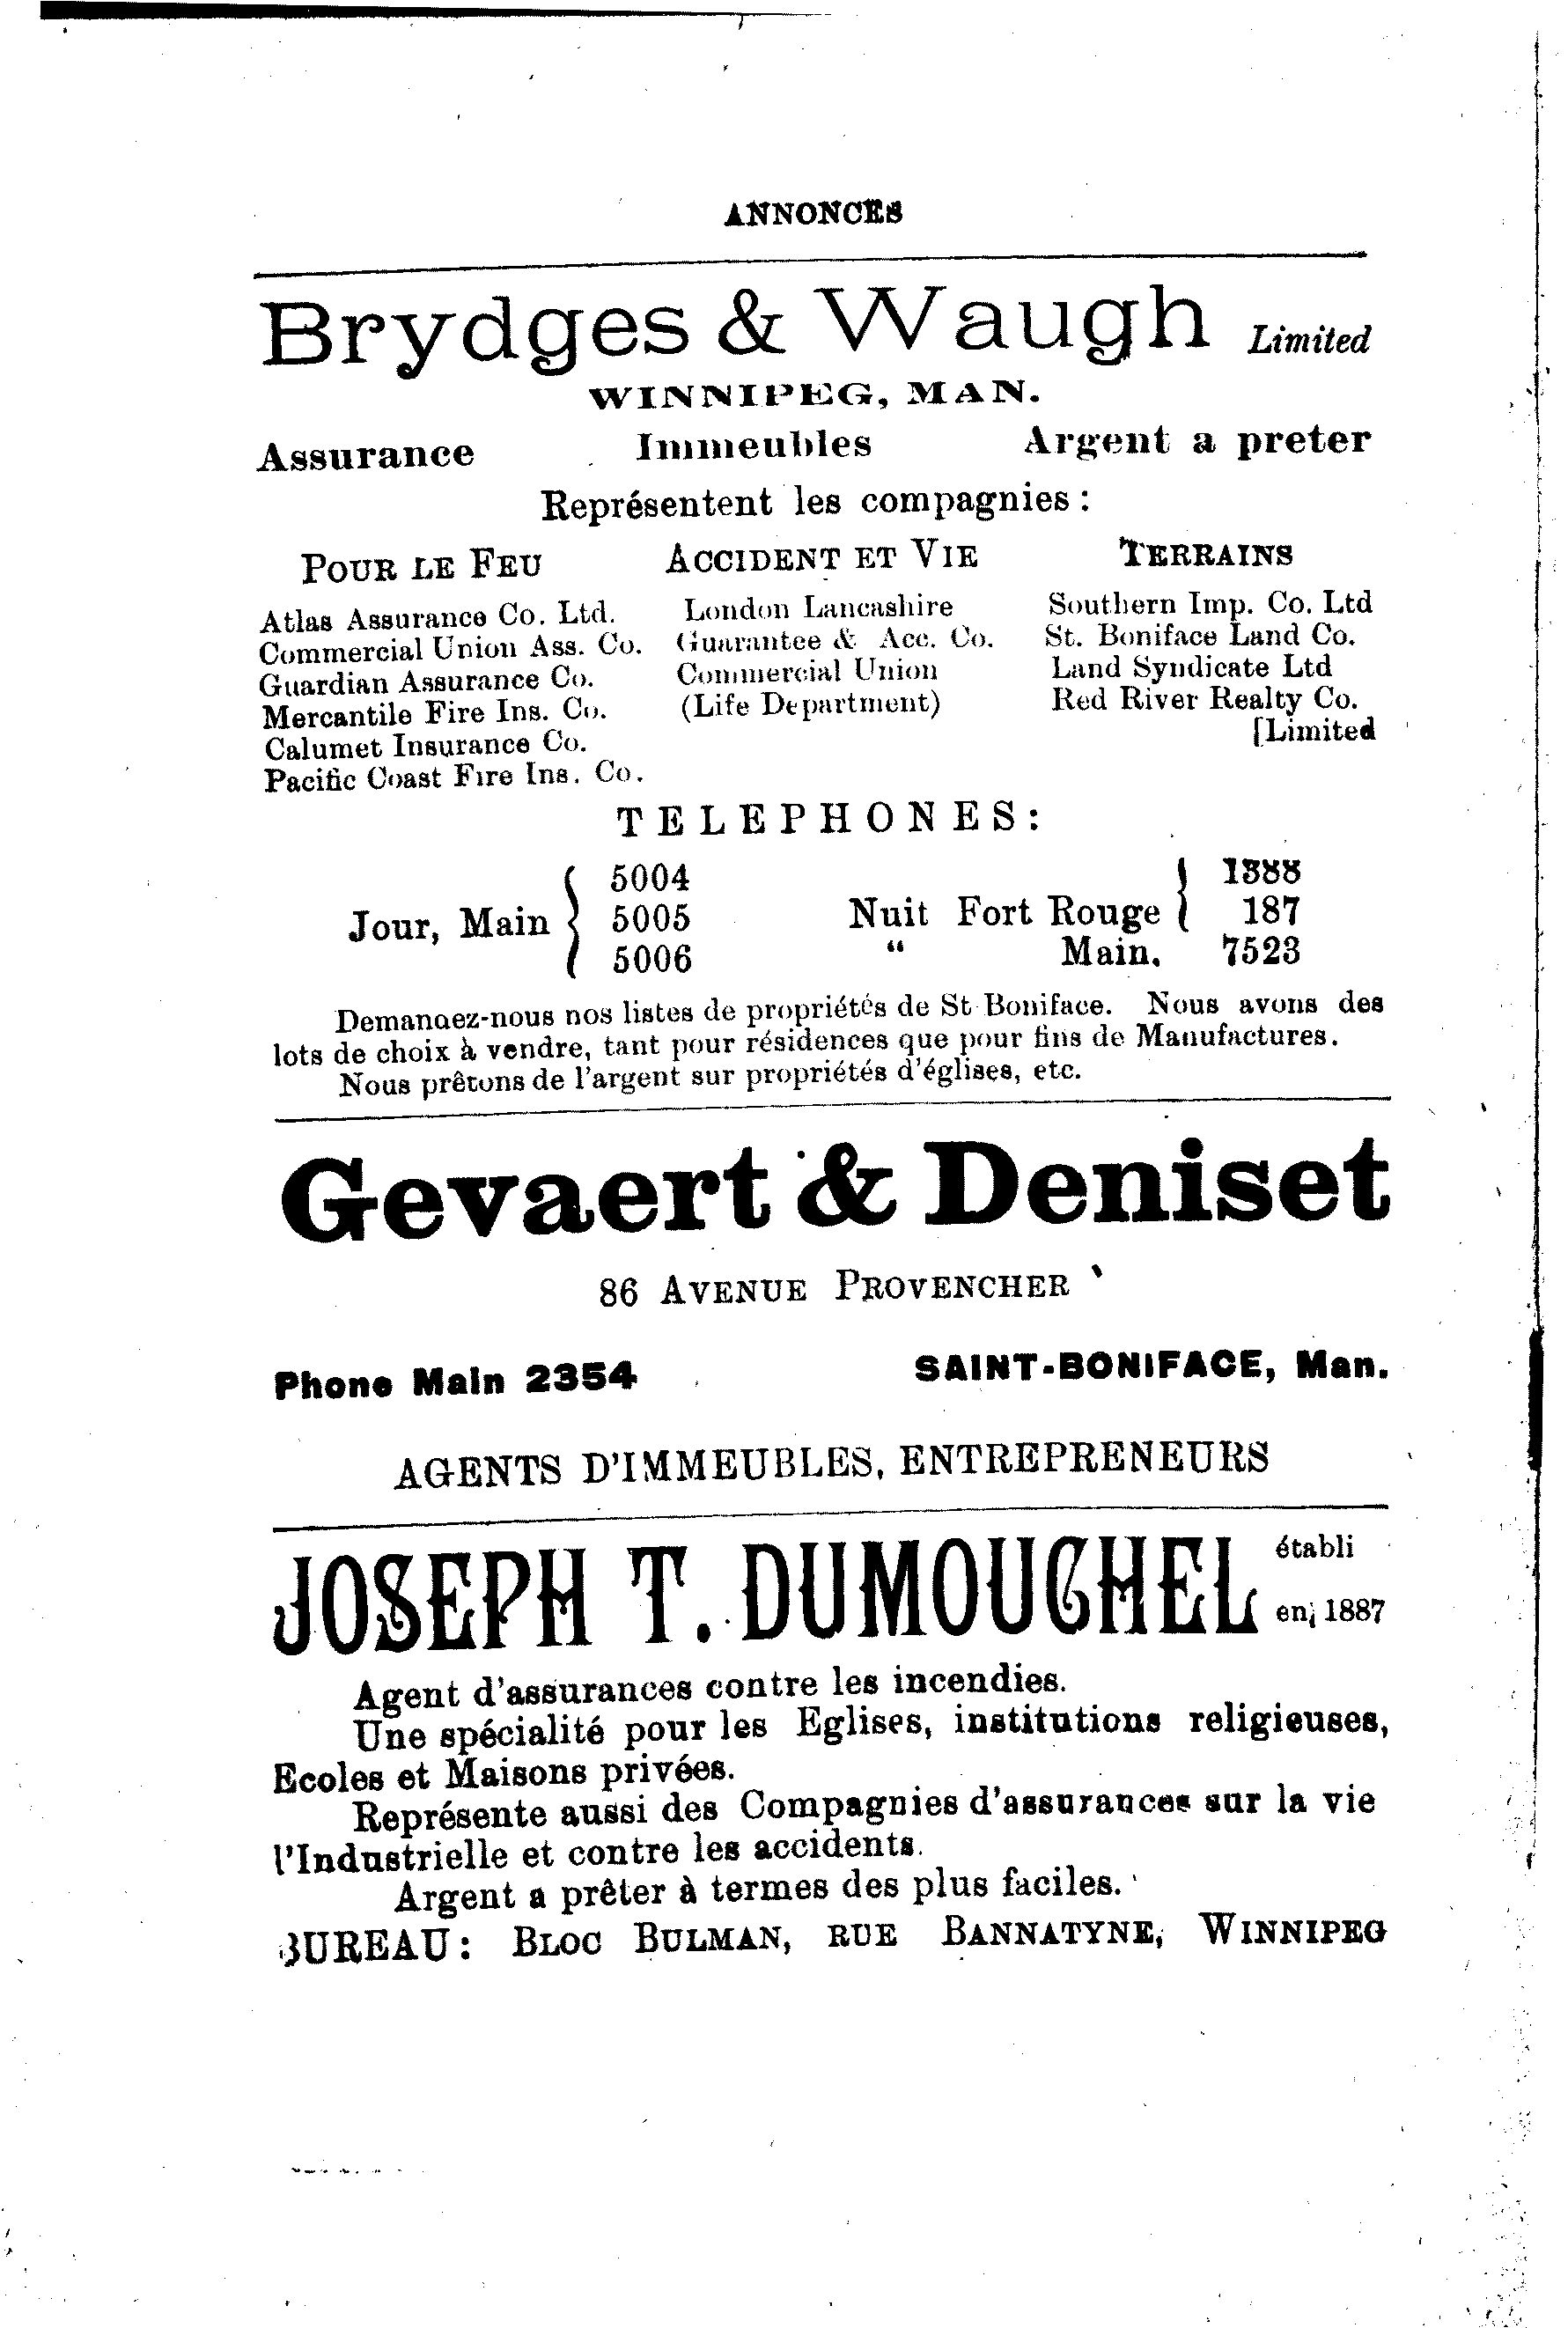 ANNONCES
Brydges & Waugh Limited
WINNIPEG, MAN.
Assurance Immeubles Argent a preter
Représentent les compagnies :
POUR LE FEU
Atlas Assurance Co. Ltd.
Commercial Union Ass. Co.
Guardian Assurance Co.
Mercantile Fire Ins. Co.
Calumet Insurance Co.
Pacific Coast Fire Ins. Co.
ACCIDENT ET VIE
London Lancashire
Guarantee & Acc. Co.
Commercial Union
(Life Department)
TERRAINS
Southern Imp. Co. Ltd
St. Boniface Land Co.
Land Syndicate Ltd
Red River Realty Co.
[Limited
TELEPHONES:
Jour, Main { 5004
5005
5006
Nuit Fort Rouge { 1388
187
“ Main. 7523
Demandez-nous nos listes de propriétés de St Boniface. Nous avons des
lots de choix à vendre, tant pour résidences que pour fins de Manufactures.
Nous prêtons de l'argent sur propriétés d'églises, etc.
Gevaert & Deniset
86 AVENUE PROVENCHER
Phone Main 2354 SAINT-BONIFACE, Man.
AGENTS D'IMMEUBLES, ENTREPRENEURS
JOSEPH T. DUMOUCHEL établi
en 1887
Agent d'assurances contre les incendies.
Une spécialité pour les Eglises, institutions religieuses,
Ecoles et Maisons privées.
Représente aussi des Compagnies d'assurances sur la vie
l'Industrielle et contre les accidents.
Argent a prêter à termes des plus faciles.
BUREAU: BLOC BULMAN, RUE BANNATYNE, WINNIPEG